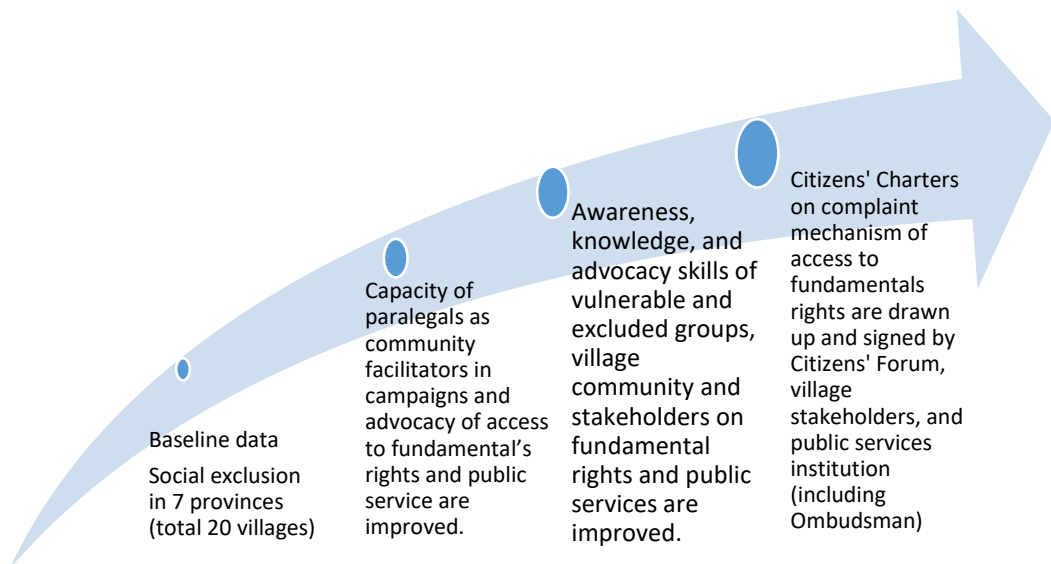 Baseline data
Social exclusion
in 7 provinces
(total 20 villages)
Capacity of
paralegals as
community
facilitators in
campaigns and
advocacy of access
to fundamental’s
rights and public
service are
improved.
Awareness,
knowledge, and
advocacy skills of
vulnerable and
excluded groups,
village
community and
stakeholders on
fundamental
rights and public
services are
improved.
Citizens' Charters
on complaint
mechanism of
access to
fundamentals
rights are drawn
up and signed by
Citizens' Forum,
village
stakeholders, and
public services
institution
(including
Ombudsman)